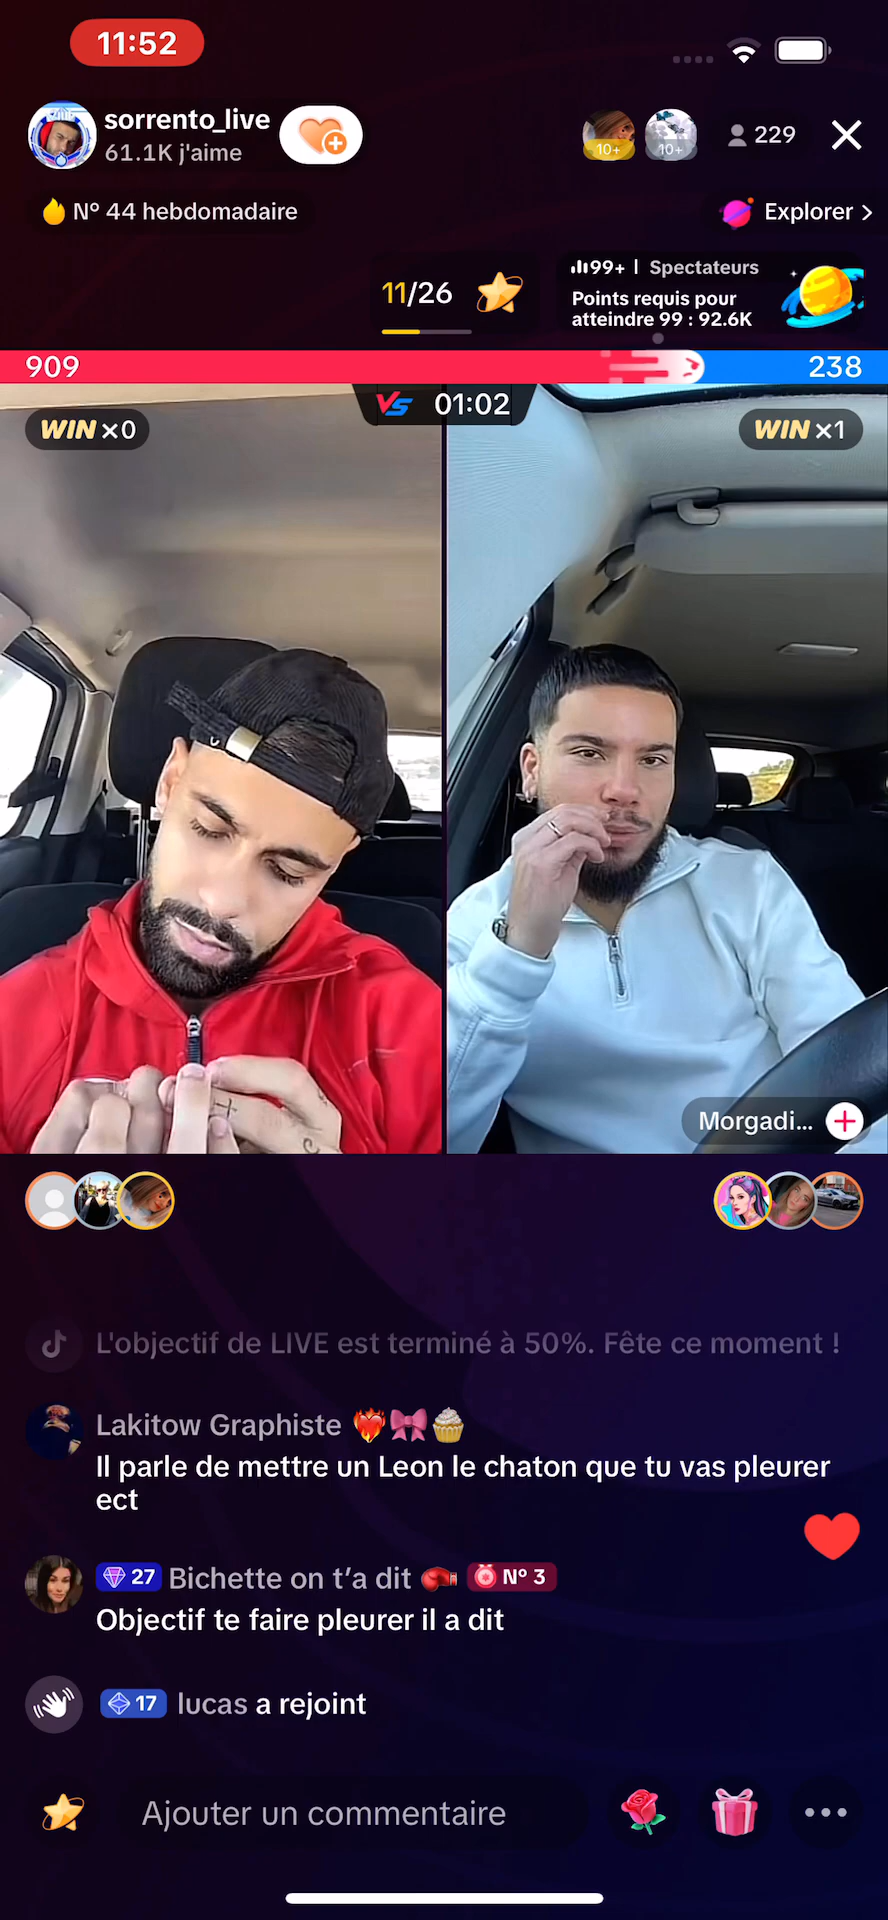 11:52
sorrento_live
61.1K j'aime
10+
10+
229
N° 44 hebdomadaire
Explorer >
11/26
99+ | Spectateurs
Points requis pour
atteindre 99 : 92.6K
909
238
VS 01:02
WIN x0
WIN x1
Morgadi...
L'objectif de LIVE est terminé à 50%. Fête ce moment !
Lakitow Graphiste ❤️‍🔥🎀🧁
Il parle de mettre un Leon le chaton que tu vas pleurer
ect
27 Bichette on t’a dit 🥊 N° 3
Objectif te faire pleurer il a dit
17 lucas a rejoint
Ajouter un commentaire